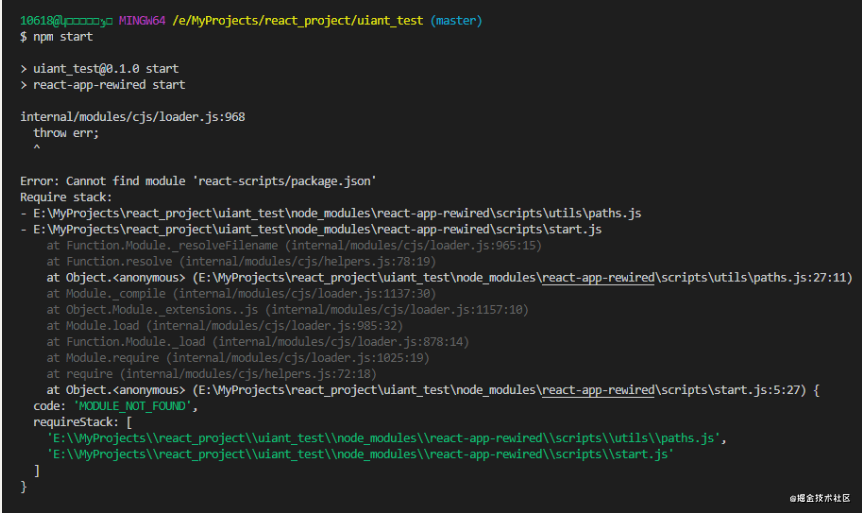 10618@ MINGW64 /e/MyProjects/react_project/uiant_test (master)
$ npm start
> uiant_test@0.1.0 start
> react-app-rewired start
internal/modules/cjs/loader.js:968
throw err;
^
Error: Cannot find module 'react-scripts/package.json'
Require stack:
- E:\MyProjects\react_project\uiant_test\node_modules\react-app-rewired\scripts\utils\paths.js
- E:\MyProjects\react_project\uiant_test\node_modules\react-app-rewired\scripts\start.js
at Function.Module._resolveFilename (internal/modules/cjs/loader.js:965:15)
at Function.resolve (internal/modules/cjs/helpers.js:78:19)
at Object.<anonymous> (E:\MyProjects\react_project\uiant_test\node_modules\react-app-rewired\scripts\utils\paths.js:27:11)
at Module._compile (internal/modules/cjs/loader.js:1137:30)
at Object.Module._extensions..js (internal/modules/cjs/loader.js:1157:10)
at Module.load (internal/modules/cjs/loader.js:985:32)
at Function.Module._load (internal/modules/cjs/loader.js:878:14)
at Module.require (internal/modules/cjs/loader.js:1025:19)
at require (internal/modules/cjs/helpers.js:72:18)
at Object.<anonymous> (E:\MyProjects\react_project\uiant_test\node_modules\react-app-rewired\scripts\start.js:5:27) {
code: 'MODULE_NOT_FOUND',
requireStack: [
'E:\\MyProjects\\react_project\\uiant_test\\node_modules\\react-app-rewired\\scripts\\utils\\paths.js',
'E:\\MyProjects\\react_project\\uiant_test\\node_modules\\react-app-rewired\\scripts\\start.js'
]
}
@掘金技术社区